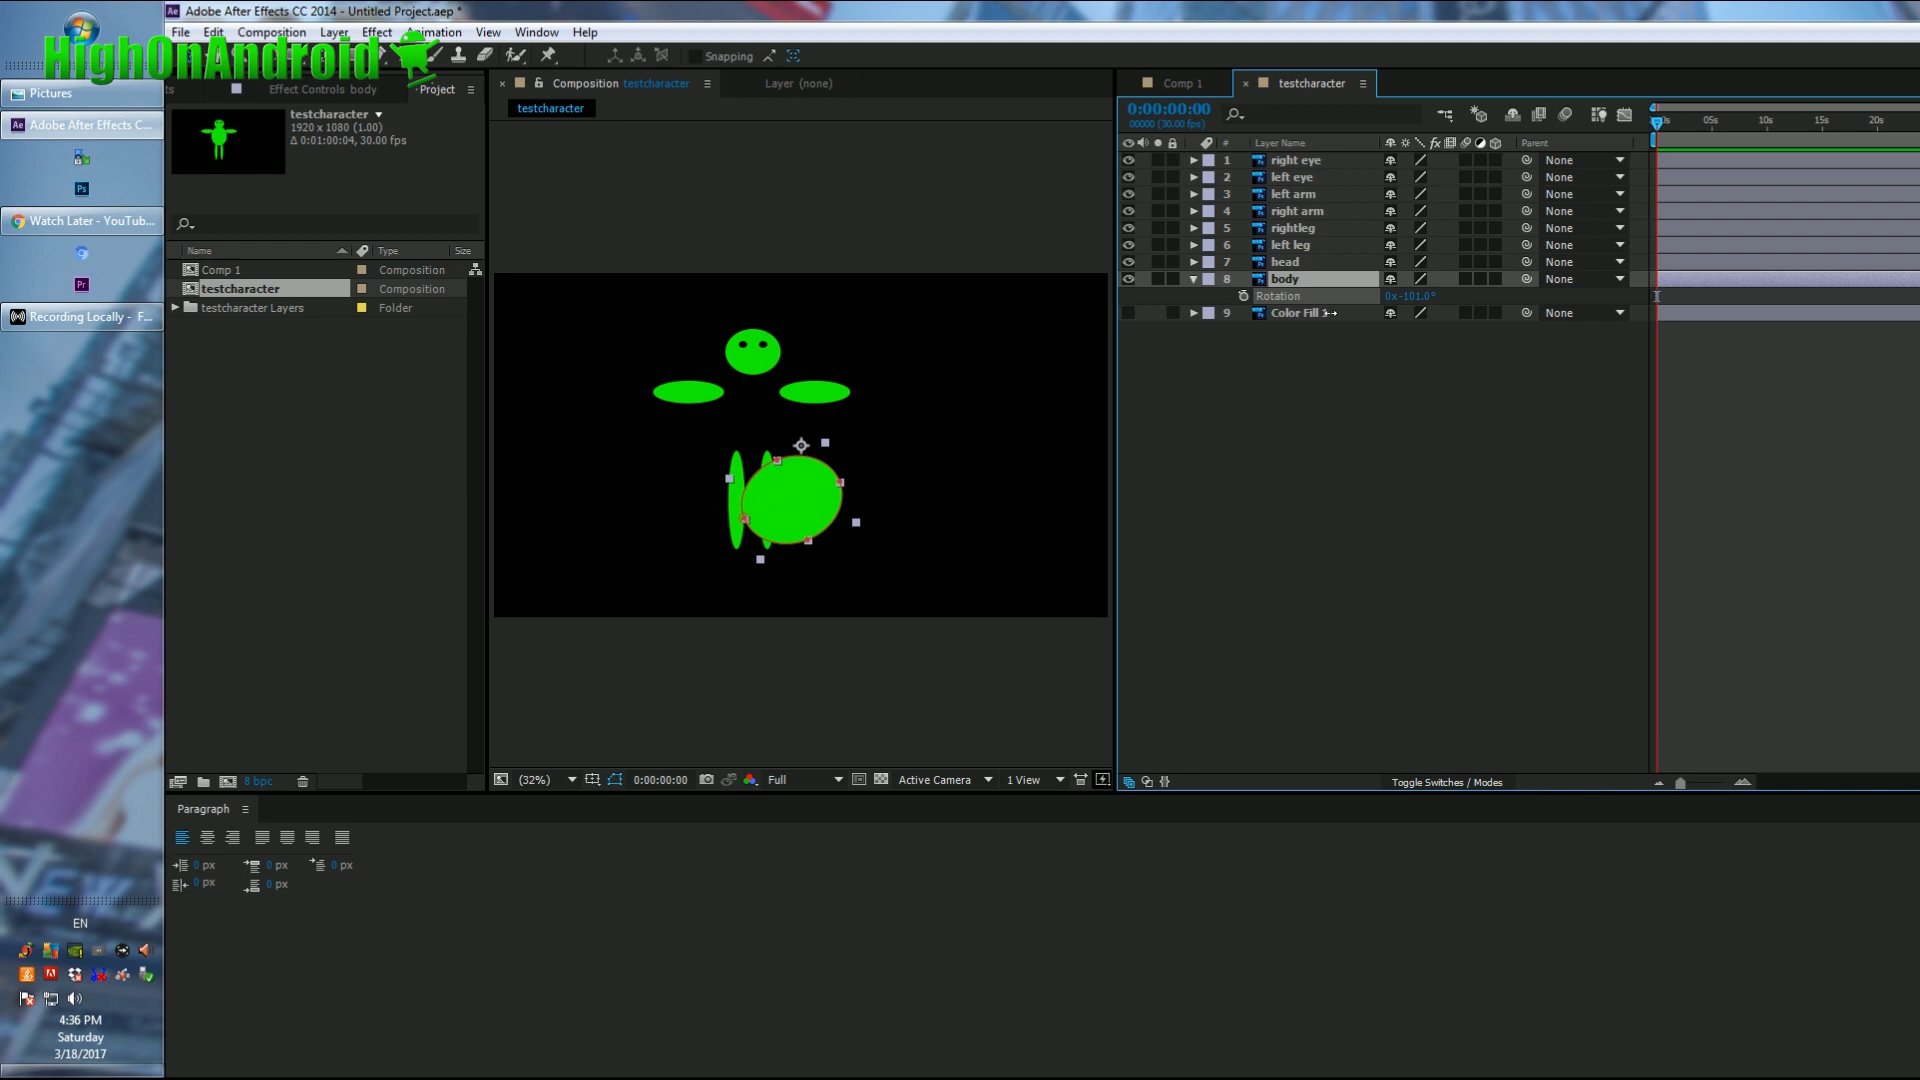 Adobe After Effects CC 2014 - Untitled Project.aep *
File Edit Composition Layer Effect Animation View Window Help
HighOnAndroid
Snapping
Pictures
Adobe After Effects C...
Ps
Watch Later - YouTub...
Pr
Recording Locally - F...
Effect Controls body
Project
testcharacter
1920 x 1080 (1.00)
Δ 0:01:00:04, 30.00 fps
Name Type Size
Comp 1 Composition
testcharacter Composition
testcharacter Layers Folder
8 bpc
Composition testcharacter
Layer (none)
testcharacter
(32%) 0:00:00:00 Full Active Camera 1 View
Comp 1 testcharacter
0:00:00:00
00000 (30.00 fps)
05s 10s 15s 20s
# Layer Name Parent
1 right eye None
2 left eye None
3 left arm None
4 right arm None
5 rightleg None
6 left leg None
7 head None
8 body None
Rotation 0x-101.0°
9 Color Fill None
Toggle Switches / Modes
Paragraph
0 px 0 px 0 px
0 px 0 px
EN
4:36 PM
Saturday
3/18/2017